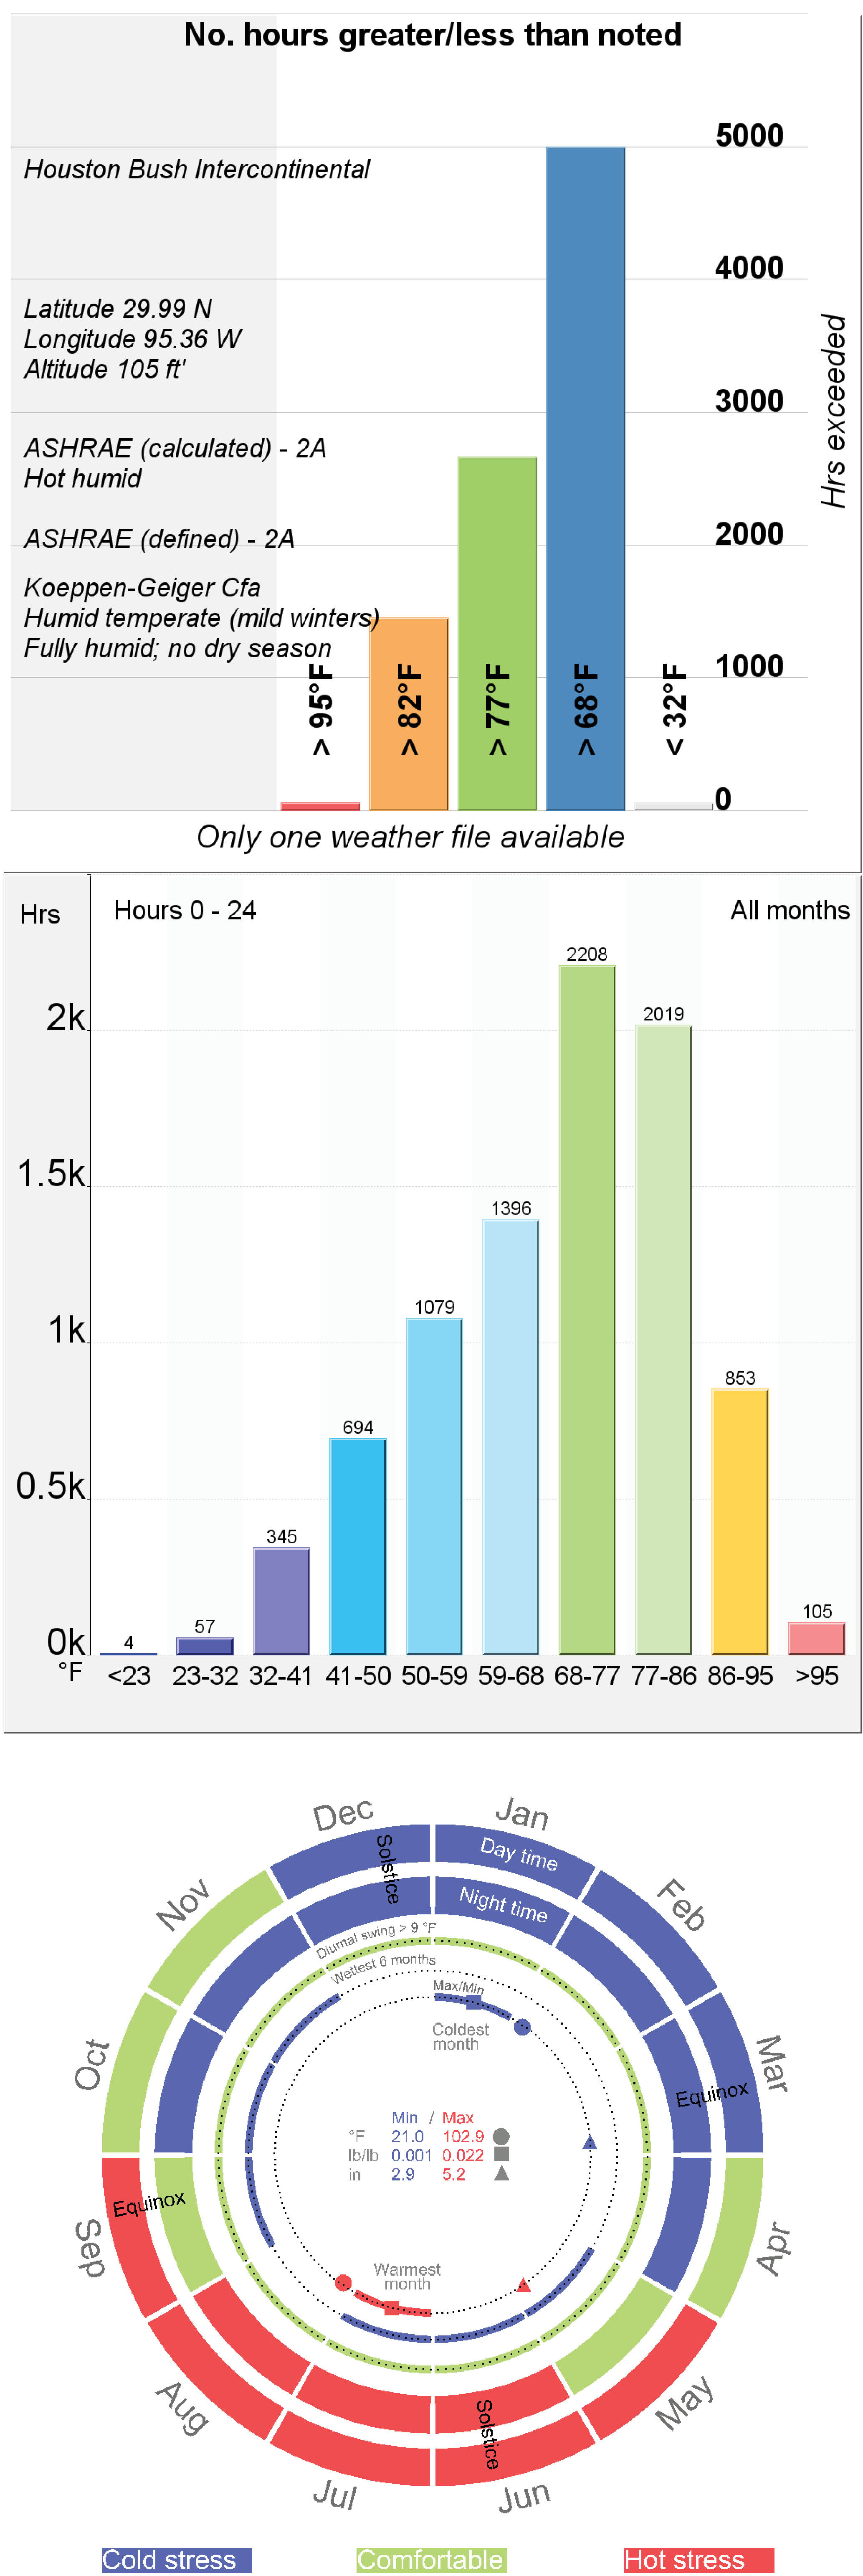 No. hours greater/less than noted
5000
Houston Bush Intercontinental
4000
Latitude 29.99 N
Longitude 95.36 W
Altitude 105 ft'
Hrs exceeded
3000
ASHRAE (calculated) - 2A
Hot humid
2000
ASHRAE (defined) - 2A
Koeppen-Geiger Cfa
Humid temperate (mild winters)
Fully humid; no dry season
1000
> 95°F
> 82°F
> 77°F
> 68°F
< 32°F
0
Only one weather file available
Hrs
Hours 0 - 24
All months
2208
2k
2019
1.5k
1396
1079
1k
853
694
0.5k
345
105
57
4
0k
°F
<23
23-32
32-41
41-50
50-59
59-68
68-77
77-86
86-95
>95
Dec
Jan
Solstice
Day time
Nov
Feb
Night time
Diurnal swing > 9 °F
Wettest 6 months
Max/Min
Coldest
month
Oct
Mar
Equinox
Min / Max
°F 21.0 102.9
lb/lb 0.001 0.022
in 2.9 5.2
Equinox
Sep
Apr
Warmest
month
Aug
May
Solstice
Jul
Jun
Cold stress
Comfortable
Hot stress